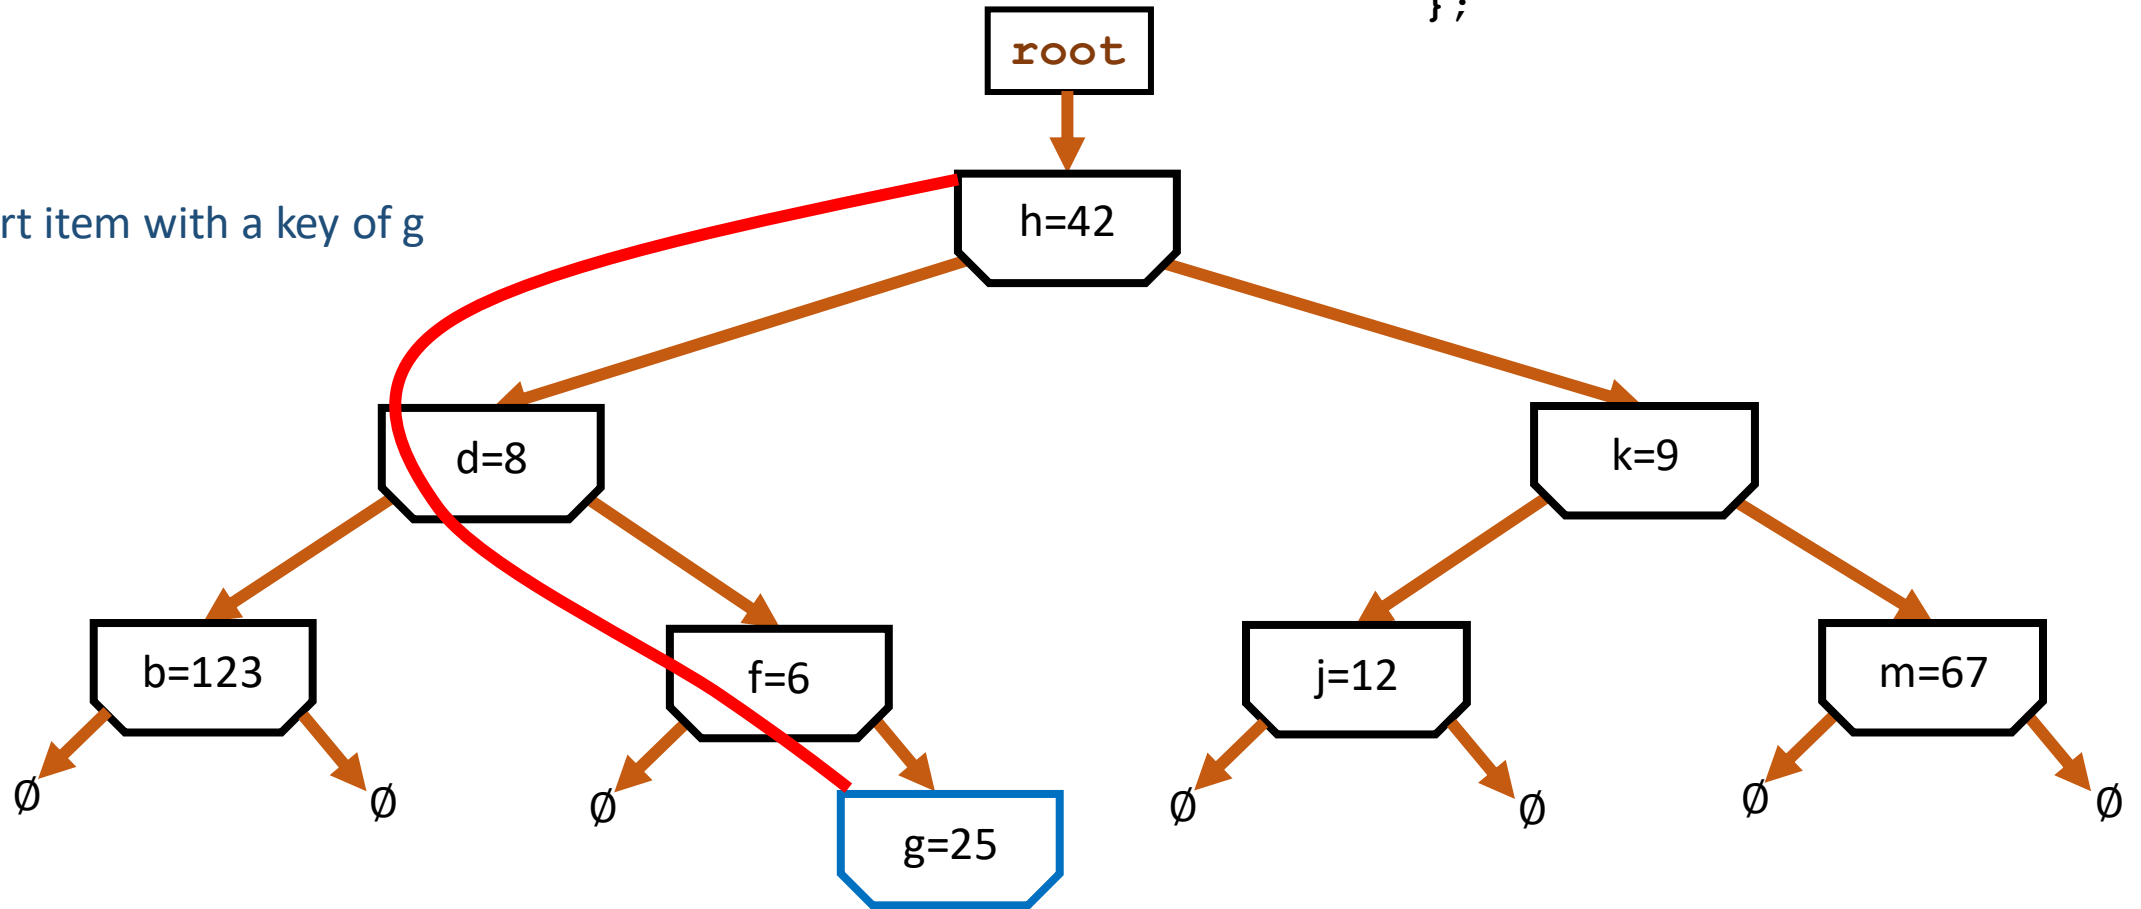 };
root
rt item with a key of g
h=42
d=8
k=9
b=123
f=6
j=12
m=67
Ø Ø Ø Ø Ø Ø Ø
g=25